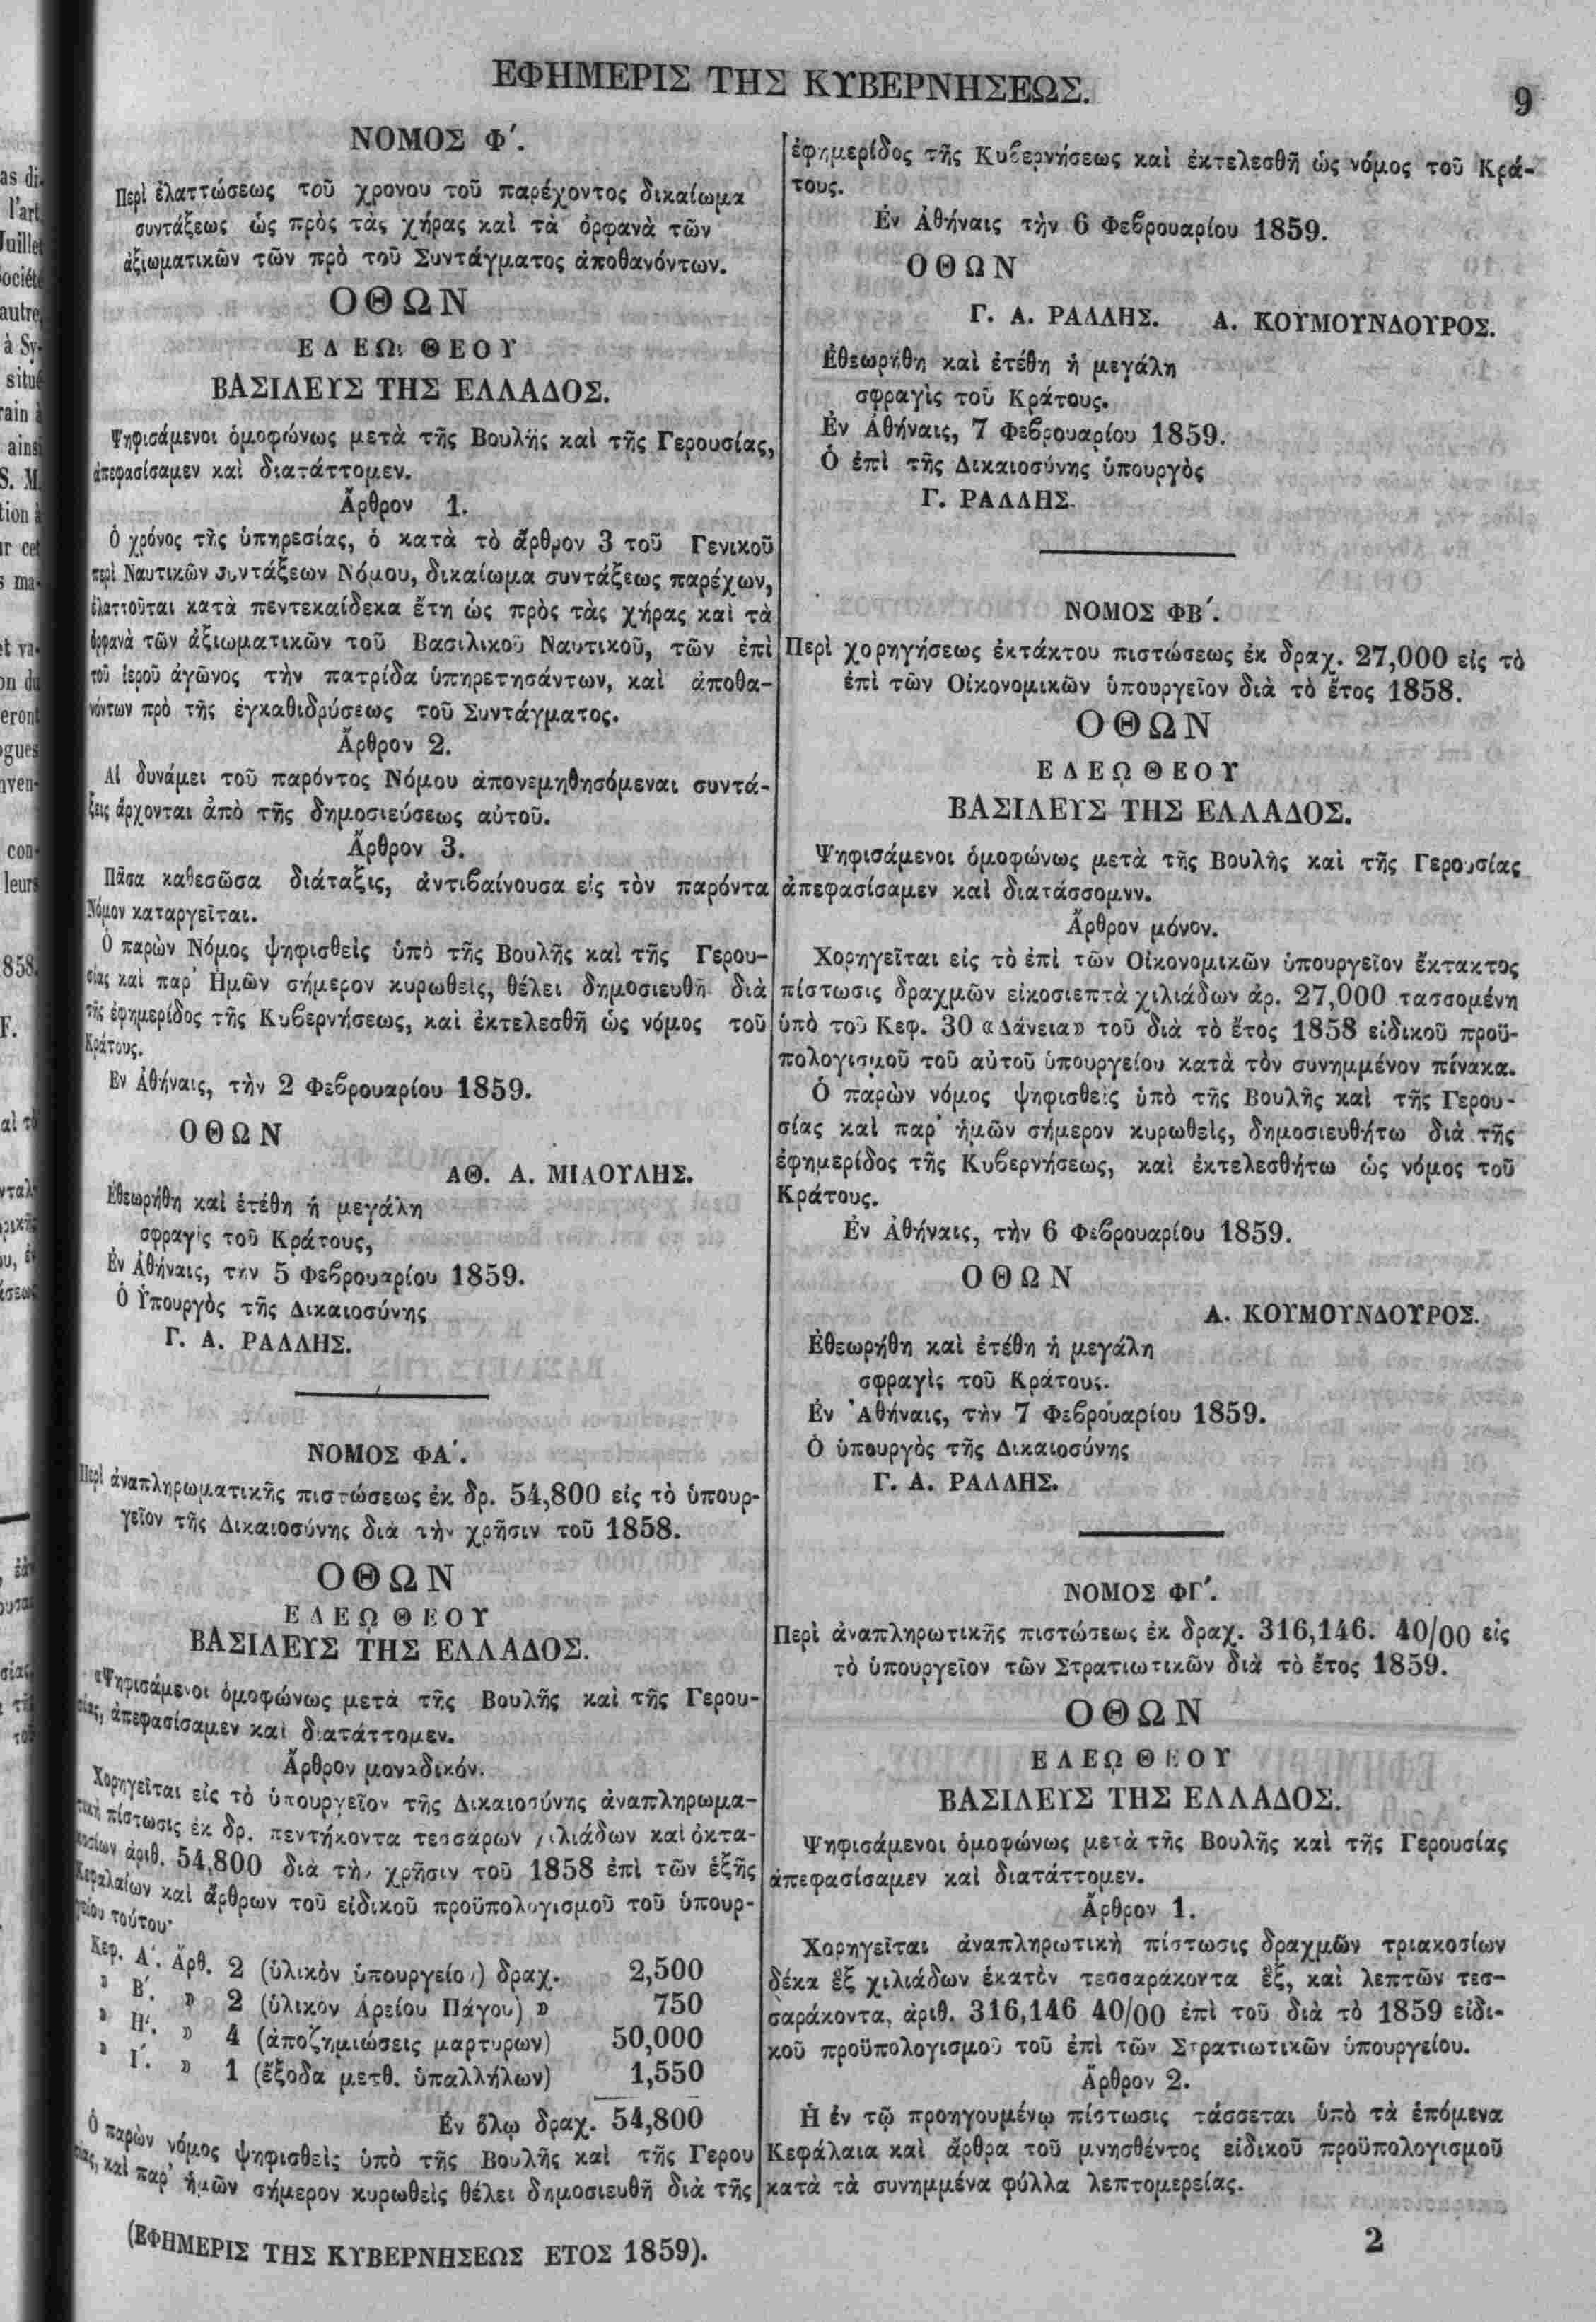 ΕΦΗΜΕΡΙΣ ΤΗΣ ΚΥΒΕΡΝΗΣΕΩΣ.
9
ΝΟΜΟΣ Φ΄.
Περὶ ἐλαττώσεως τοῦ χρονου τοῦ παρέχοντος δικαίωμα
συντάξεως ὡς πρὸς τὰς χήρας καὶ τὰ ὀρφανὰ τῶν
ἀξιωματικῶν τῶν πρὸ τοῦ Συντάγματος ἀποθανόντων.
ΟΘΩΝ
ΕΛΕΩι ΘΕΟΥ
ΒΑΣΙΛΕΥΣ ΤΗΣ ΕΛΛΑΔΟΣ.
Ψηφισάμενοι ὁμοφώνως μετὰ τῆς Βουλῆς καὶ τῆς Γερουσίας,
ἀπεφασίσαμεν καὶ διατάττομεν.
Ἄρθρον 1.
Ὁ χρόνος τῆς ὑπηρεσίας, ὁ κατὰ τὸ ἄρθρον 3 τοῦ Γενικοῦ
περὶ Ναυτικῶν συντάξεων Νόμου, δικαίωμα συντάξεως παρέχων,
ἐλαττοῦται κατὰ πεντεκαίδεκα ἔτη ὡς πρὸς τὰς χήρας καὶ τὰ
ὀρφανὰ τῶν ἀξιωματικῶν τοῦ Βασιλικοῦ Ναυτικοῦ, τῶν ἐπὶ
τοῦ ἱεροῦ ἀγῶνος τὴν πατρίδα ὑπηρετησάντων, καὶ ἀποθα-
νόντων πρὸ τῆς ἐγκαθιδρύσεως τοῦ Συντάγματος.
Ἄρθρον 2.
Αἱ δυνάμει τοῦ παρόντος Νόμου ἀπονεμηθησόμεναι συντά-
ξεις ἄρχονται ἀπὸ τῆς δημοσιεύσεως αὐτοῦ.
Ἄρθρον 3.
Πᾶσα καθεσῶσα διάταξις, ἀντιβαίνουσα εἰς τὸν παρόντα
Νόμον καταργεῖται.
Ὁ παρὼν Νόμος ψηφισθεὶς ὑπὸ τῆς Βουλῆς καὶ τῆς Γερου-
σίας καὶ παρ' Ἡμῶν σήμερον κυρωθεὶς, θέλει δημοσιευθῆ διὰ
τῆς ἐφημερίδος τῆς Κυβερνήσεως, καὶ ἐκτελεσθῆ ὡς νόμος τοῦ
Κράτους.
Ἐν Ἀθήναις, τὴν 2 Φεβρουαρίου 1859.
ΟΘΩΝ
ΑΘ. Α. ΜΙΑΟΥΛΗΣ.
Ἐθεωρήθη καὶ ἐτέθη ἡ μεγάλη
σφραγὶς τοῦ Κράτους,
Ἐν Ἀθήναις, τὴν 5 Φεβρουαρίου 1859.
Ὁ Ὑπουργὸς τῆς Δικαιοσύνης
Γ. Α. ΡΑΛΛΗΣ.
ΝΟΜΟΣ ΦΑ΄.
Περὶ ἀναπληρωματικῆς πιστώσεως ἐκ δρ. 54,800 εἰς τὸ ὑπουρ-
γεῖον τῆς Δικαιοσύνης διὰ τὴν χρῆσιν τοῦ 1858.
ΟΘΩΝ
ΕΛΕΩ ΘΕΟΥ
ΒΑΣΙΛΕΥΣ ΤΗΣ ΕΛΛΑΔΟΣ.
«Ψηφισάμενοι ὁμοφώνως μετὰ τῆς Βουλῆς καὶ τῆς Γερου-
σίας, ἀπεφασίσαμεν καὶ διατάττομεν.
Ἄρθρον μοναδικόν.
Χορηγεῖται εἰς τὸ ὑπουργεῖον τῆς Δικαιοσύνης ἀναπληρωμα-
τικὴ πίστωσις ἐκ δρ. πεντήκοντα τεσσάρων χιλιάδων καὶ ὀκτα-
κοσίων ἀριθ. 54,800 διὰ τὴν χρῆσιν τοῦ 1858 ἐπὶ τῶν ἑξῆς
Κεφαλαίων καὶ ἄρθρων τοῦ εἰδικοῦ προϋπολογισμοῦ τοῦ ὑπουρ-
γείου τούτου·
Κεφ. Α΄. Ἄρθ. 2 (ὑλικὸν ὑπουργείου) δραχ. 2,500
» Β΄. » 2 (ὑλικὸν Ἀρείου Πάγου) » 750
» Η΄. » 4 (ἀποζημιώσεις μαρτυρων) 50,000
» Ι΄. » 1 (ἔξοδα μετθ. ὑπαλλήλων) 1,550
Ἐν ὅλῳ δραχ. 54,800
Ὁ παρὼν νόμος ψηφισθεὶς ὑπὸ τῆς Βουλῆς καὶ τῆς Γερου
σίας, καὶ παρ' ἡμῶν σήμερον κυρωθεὶς θέλει δημοσιευθῆ διὰ τῆς
(ΕΦΗΜΕΡΙΣ ΤΗΣ ΚΥΒΕΡΝΗΣΕΩΣ ΕΤΟΣ 1859).
ἐφημερίδος τῆς Κυβερνήσεως καὶ ἐκτελεσθῆ ὡς νόμος τοῦ Κρά-
τους.
Ἐν Ἀθήναις τὴν 6 Φεβρουαρίου 1859.
ΟΘΩΝ
Γ. Α. ΡΑΛΛΗΣ. Α. ΚΟΥΜΟΥΝΔΟΥΡΟΣ.
Ἐθεωρήθη καὶ ἐτέθη ἡ μεγάλη
σφραγὶς τοῦ Κράτους.
Ἐν Ἀθήναις, 7 Φεβρουαρίου 1859.
Ὁ ἐπὶ τῆς Δικαιοσύνης ὑπουργὸς
Γ. ΡΑΛΛΗΣ.
ΝΟΜΟΣ ΦΒ΄.
Περὶ χορηγήσεως ἐκτάκτου πιστώσεως ἐκ δραχ. 27,000 εἰς τὸ
ἐπὶ τῶν Οἰκονομικῶν ὑπουργεῖον διὰ τὸ ἔτος 1858.
ΟΘΩΝ
ΕΛΕΩ ΘΕΟΥ
ΒΑΣΙΛΕΥΣ ΤΗΣ ΕΛΛΑΔΟΣ.
Ψηφισάμενοι ὁμοφώνως μετὰ τῆς Βουλῆς καὶ τῆς Γερουσίας
ἀπεφασίσαμεν καὶ διατάσσομνν.
Ἄρθρον μόνον.
Χορηγεῖται εἰς τὸ ἐπὶ τῶν Οἰκονομικῶν ὑπουργεῖον ἔκτακτος
πίστωσις δραχμῶν εἰκοσιεπτὰ χιλιάδων ἀρ. 27,000 τασσομένη
ὑπὸ τοῦ Κεφ. 30 «Δάνεια» τοῦ διὰ τὸ ἔτος 1858 εἰδικοῦ προϋ-
πολογισμοῦ τοῦ αὐτοῦ ὑπουργείου κατὰ τὸν συνημμένον πίνακα.
Ὁ παρὼν νόμος ψηφισθεὶς ὑπὸ τῆς Βουλῆς καὶ τῆς Γερου-
σίας καὶ παρ' ἡμῶν σήμερον κυρωθεὶς, δημοσιευθήτω διὰ τῆς
ἐφημερίδος τῆς Κυβερνήσεως, καὶ ἐκτελεσθήτω ὡς νόμος τοῦ
Κράτους.
Ἐν Ἀθήναις, τὴν 6 Φεβρουαρίου 1859.
ΟΘΩΝ
Α. ΚΟΥΜΟΥΝΔΟΥΡΟΣ.
Ἐθεωρήθη καὶ ἐτέθη ἡ μεγάλη
σφραγὶς τοῦ Κράτους.
Ἐν Ἀθήναις, τὴν 7 Φεβρουαρίου 1859.
Ὁ ὑπουργὸς τῆς Δικαιοσύνης
Γ. Α. ΡΑΛΛΗΣ.
ΝΟΜΟΣ ΦΓ΄.
Περὶ ἀναπληρωτικῆς πιστώσεως ἐκ δραχ. 316,146. 40/00 εἰς
τὸ ὑπουργεῖον τῶν Στρατιωτικῶν διὰ τὸ ἔτος 1859.
ΟΘΩΝ
ΕΛΕῼ ΘΕΟΥ
ΒΑΣΙΛΕΥΣ ΤΗΣ ΕΛΛΑΔΟΣ.
Ψηφισάμενοι ὁμοφώνως μετὰ τῆς Βουλῆς καὶ τῆς Γερουσίας
ἀπεφασίσαμεν καὶ διατάττομεν.
Ἄρθρον 1.
Χορηγεῖται ἀναπληρωτικὴ πίστωσις δραχμῶν τριακοσίων
δέκα ἓξ χιλιάδων ἑκατὸν τεσσαράκοντα ἓξ, καὶ λεπτῶν τεσ-
σαράκοντα, ἀριθ. 316,146 40/00 ἐπὶ τοῦ διὰ τὸ 1859 εἰδι-
κοῦ προϋπολογισμοῦ τοῦ ἐπὶ τῶν Στρατιωτικῶν ὑπουργείου.
Ἄρθρον 2.
Ἡ ἐν τῷ προηγουμένῳ πίστωσις τάσσεται ὑπὸ τὰ ἑπόμενα
Κεφάλαια καὶ ἄρθρα τοῦ μνησθέντος εἰδικοῦ προϋπολογισμοῦ
κατὰ τὰ συνημμένα φύλλα λεπτομερείας.
2